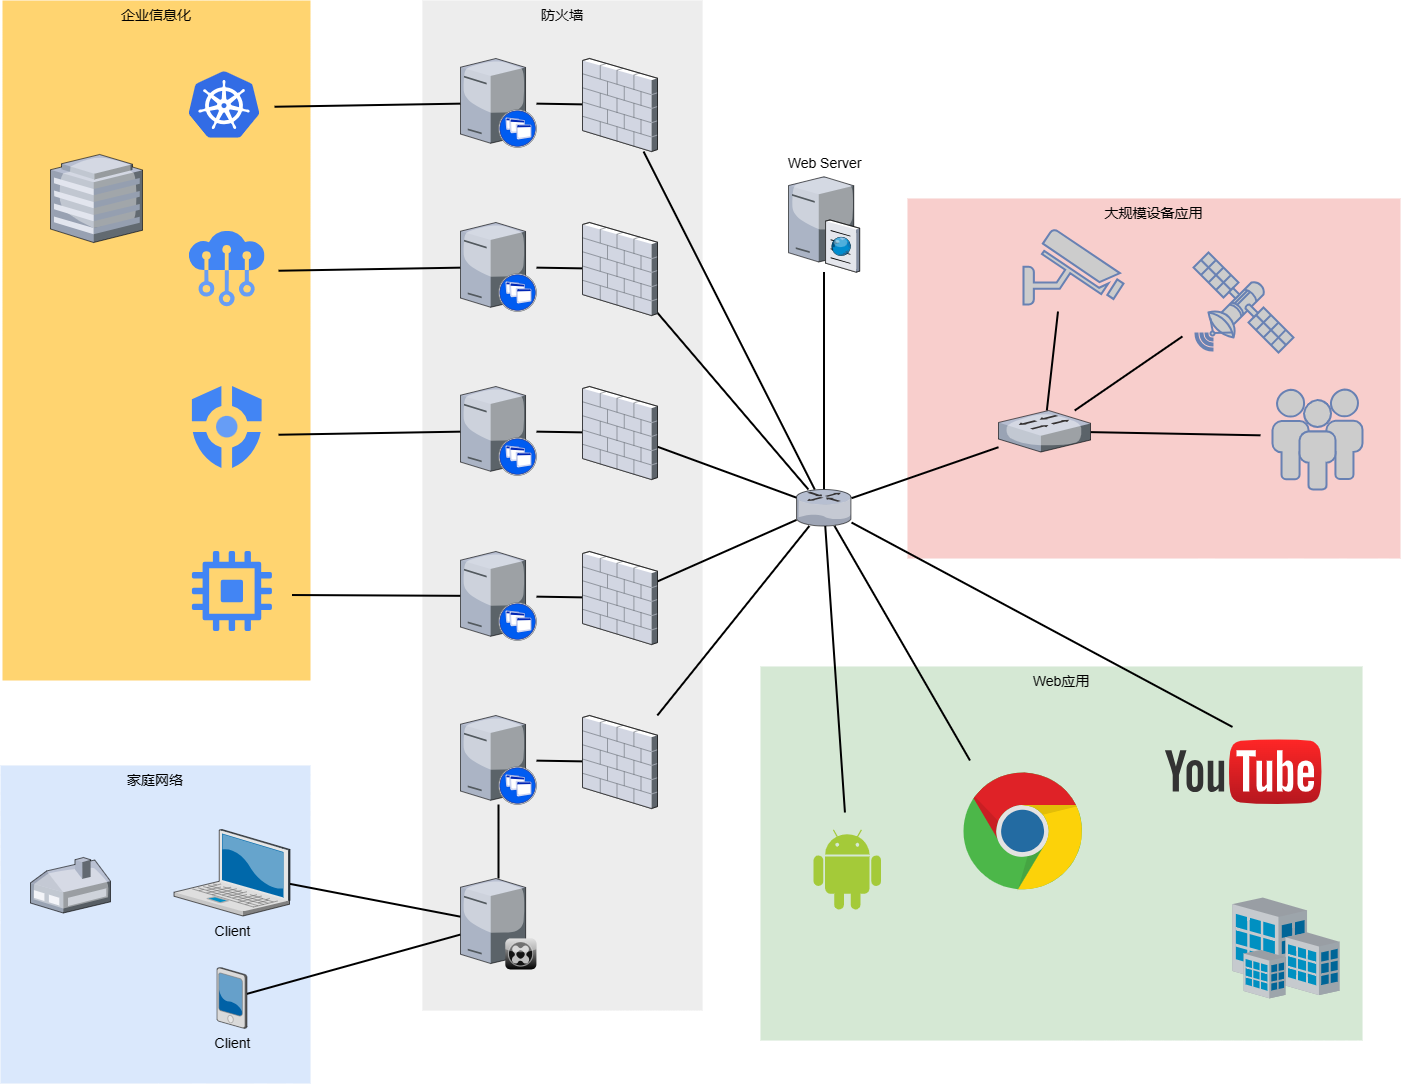 企业信息化
防火墙
Web Server
大规模设备应用
Web应用
YouTube
家庭网络
Client
Client